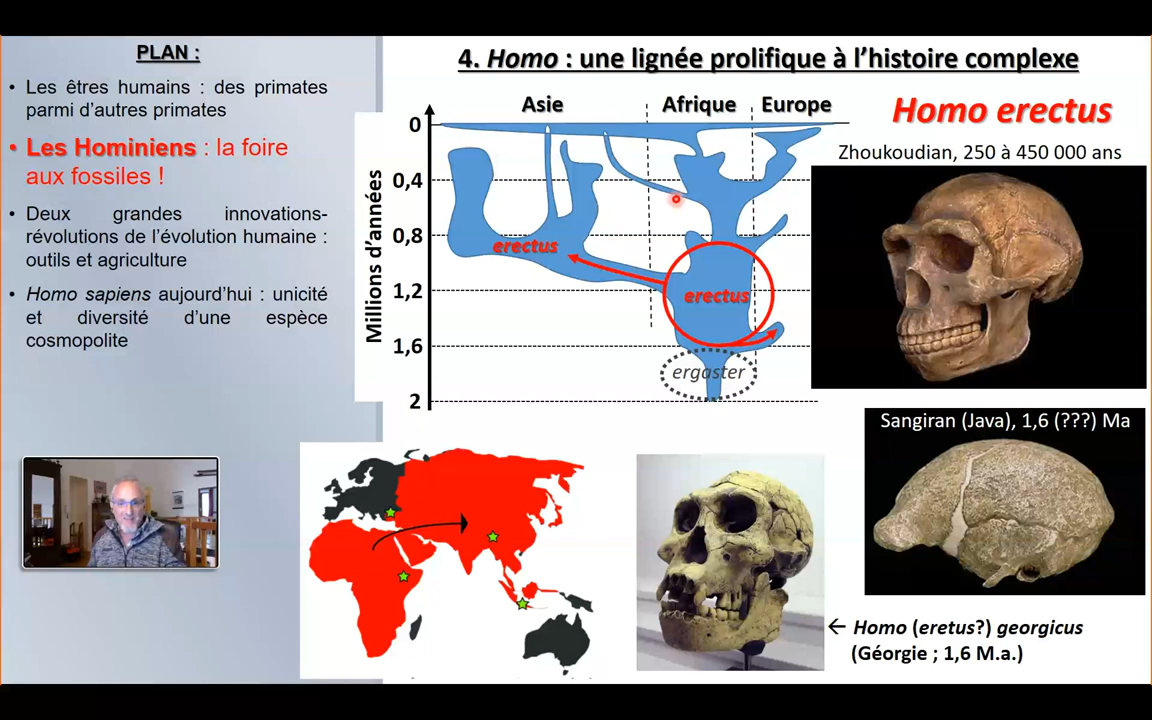 PLAN :
• Les êtres humains : des primates
parmi d'autres primates
• Les Hominiens : la foire
aux fossiles !
• Deux grandes innovations-
révolutions de l'évolution humaine :
outils et agriculture
• Homo sapiens aujourd'hui : unicité
et diversité d'une espèce
cosmopolite
4. Homo : une lignée prolifique à l'histoire complexe
Asie
Afrique
Europe
Millions d'années
0
0,4
0,8
1,2
1,6
2
erectus
erectus
ergaster
Homo erectus
Zhoukoudian, 250 à 450 000 ans
Sangiran (Java), 1,6 (???) Ma
← Homo (eretus?) georgicus
(Géorgie ; 1,6 M.a.)